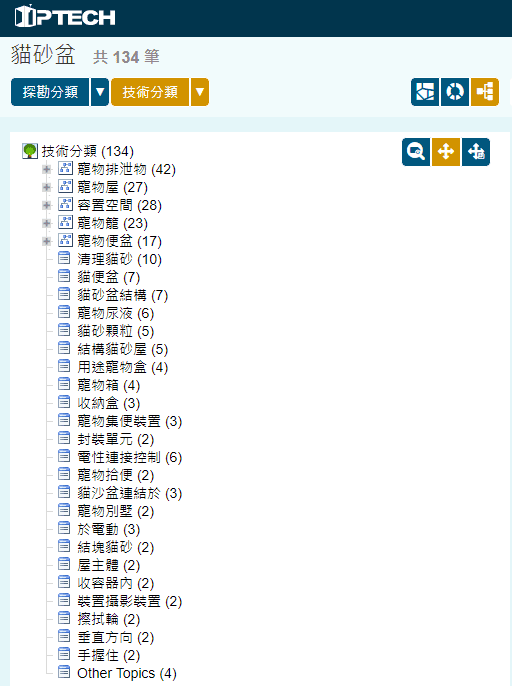 IPTECH
貓砂盆 共 134 筆
探勘分類 ▼ 技術分類 ▼
技術分類 (134)
寵物排泄物 (42)
寵物屋 (27)
容置空間 (28)
寵物籠 (23)
寵物便盆 (17)
清理貓砂 (10)
貓便盆 (7)
貓砂盆結構 (7)
寵物尿液 (6)
貓砂顆粒 (5)
結構貓砂屋 (5)
用途寵物盒 (4)
寵物箱 (4)
收納盒 (3)
寵物集便裝置 (3)
封裝單元 (2)
電性連接控制 (6)
寵物拾便 (2)
貓沙盆連結於 (3)
寵物別墅 (2)
於電動 (3)
結塊貓砂 (2)
屋主體 (2)
收容器內 (2)
裝置攝影裝置 (2)
擦拭輪 (2)
垂直方向 (2)
手握住 (2)
Other Topics (4)